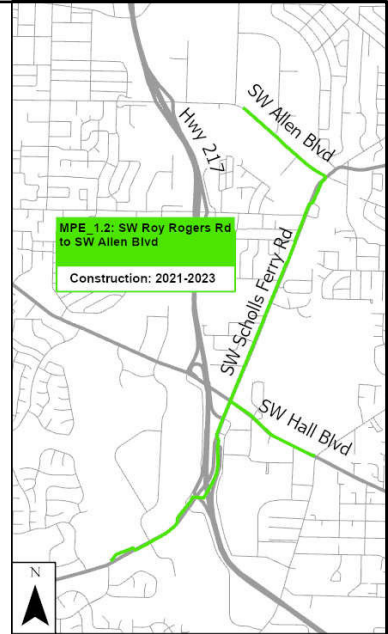 SW Allen Blvd
Hwy 217
MPE_1.2: SW Roy Rogers Rd
to SW Allen Blvd
Construction: 2021-2023
SW Scholls Ferry Rd
SW Hall Blvd
N